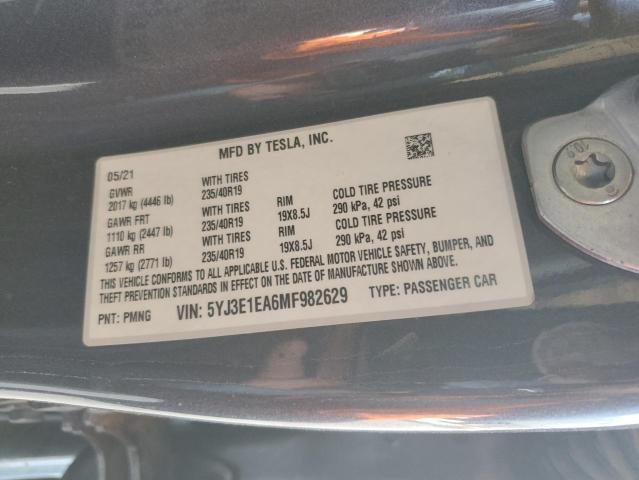 MFD BY TESLA, INC.
05/21
GVWR WITH TIRES
2017 kg (4446 lb) 235/40R19 RIM COLD TIRE PRESSURE
GAWR FRT WITH TIRES 19X8.5J 290 kPa, 42 psi
1110 kg (2447 lb) 235/40R19 RIM COLD TIRE PRESSURE
GAWR RR WITH TIRES 19X8.5J 290 kPa, 42 psi
1257 kg (2771 lb) 235/40R19
THIS VEHICLE CONFORMS TO ALL APPLICABLE U.S. FEDERAL MOTOR VEHICLE SAFETY, BUMPER, AND
THEFT PREVENTION STANDARDS IN EFFECT ON THE DATE OF MANUFACTURE SHOWN ABOVE.
PNT: PMNG VIN: 5YJ3E1EA6MF982629 TYPE: PASSENGER CAR